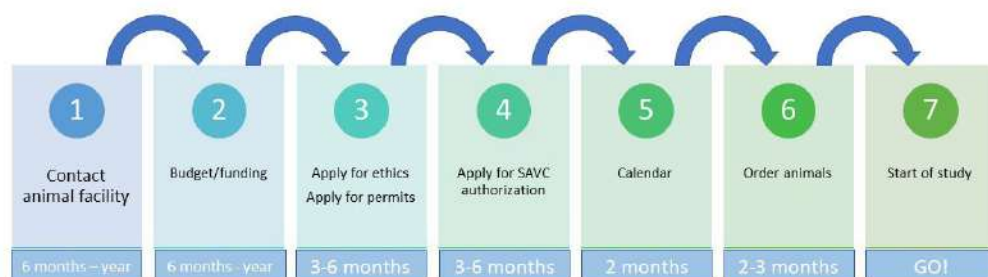 1
Contact
animal facility
6 months – year
2
Budget/funding
6 months - year
3
Apply for ethics
Apply for permits
3-6 months
4
Apply for SAVC
authorization
3-6 months
5
Calendar
2 months
6
Order animals
2-3 months
7
Start of study
GO!